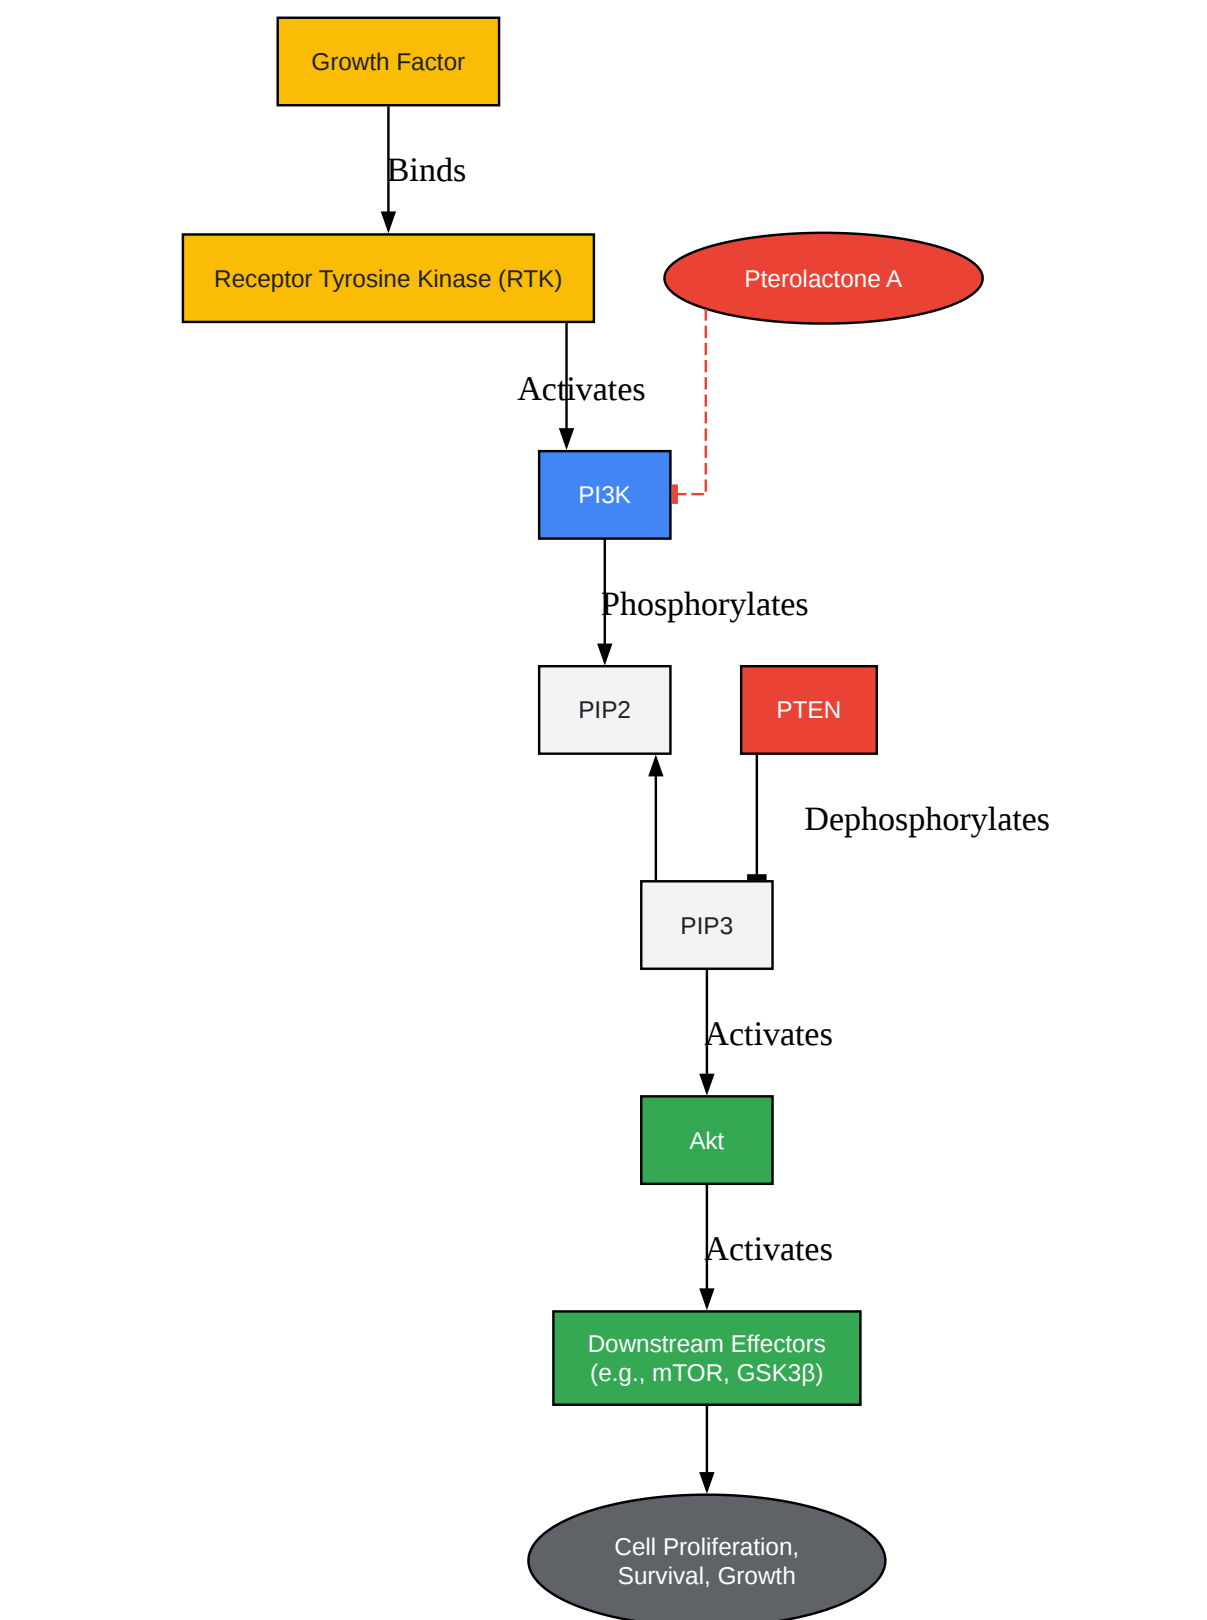 Growth Factor
Binds
Receptor Tyrosine Kinase (RTK)
Pterolactone A
Activates
PI3K
Phosphorylates
PIP2
PTEN
Dephosphorylates
PIP3
Activates
Akt
Activates
Downstream Effectors
(e.g., mTOR, GSK3β)
Cell Proliferation,
Survival, Growth